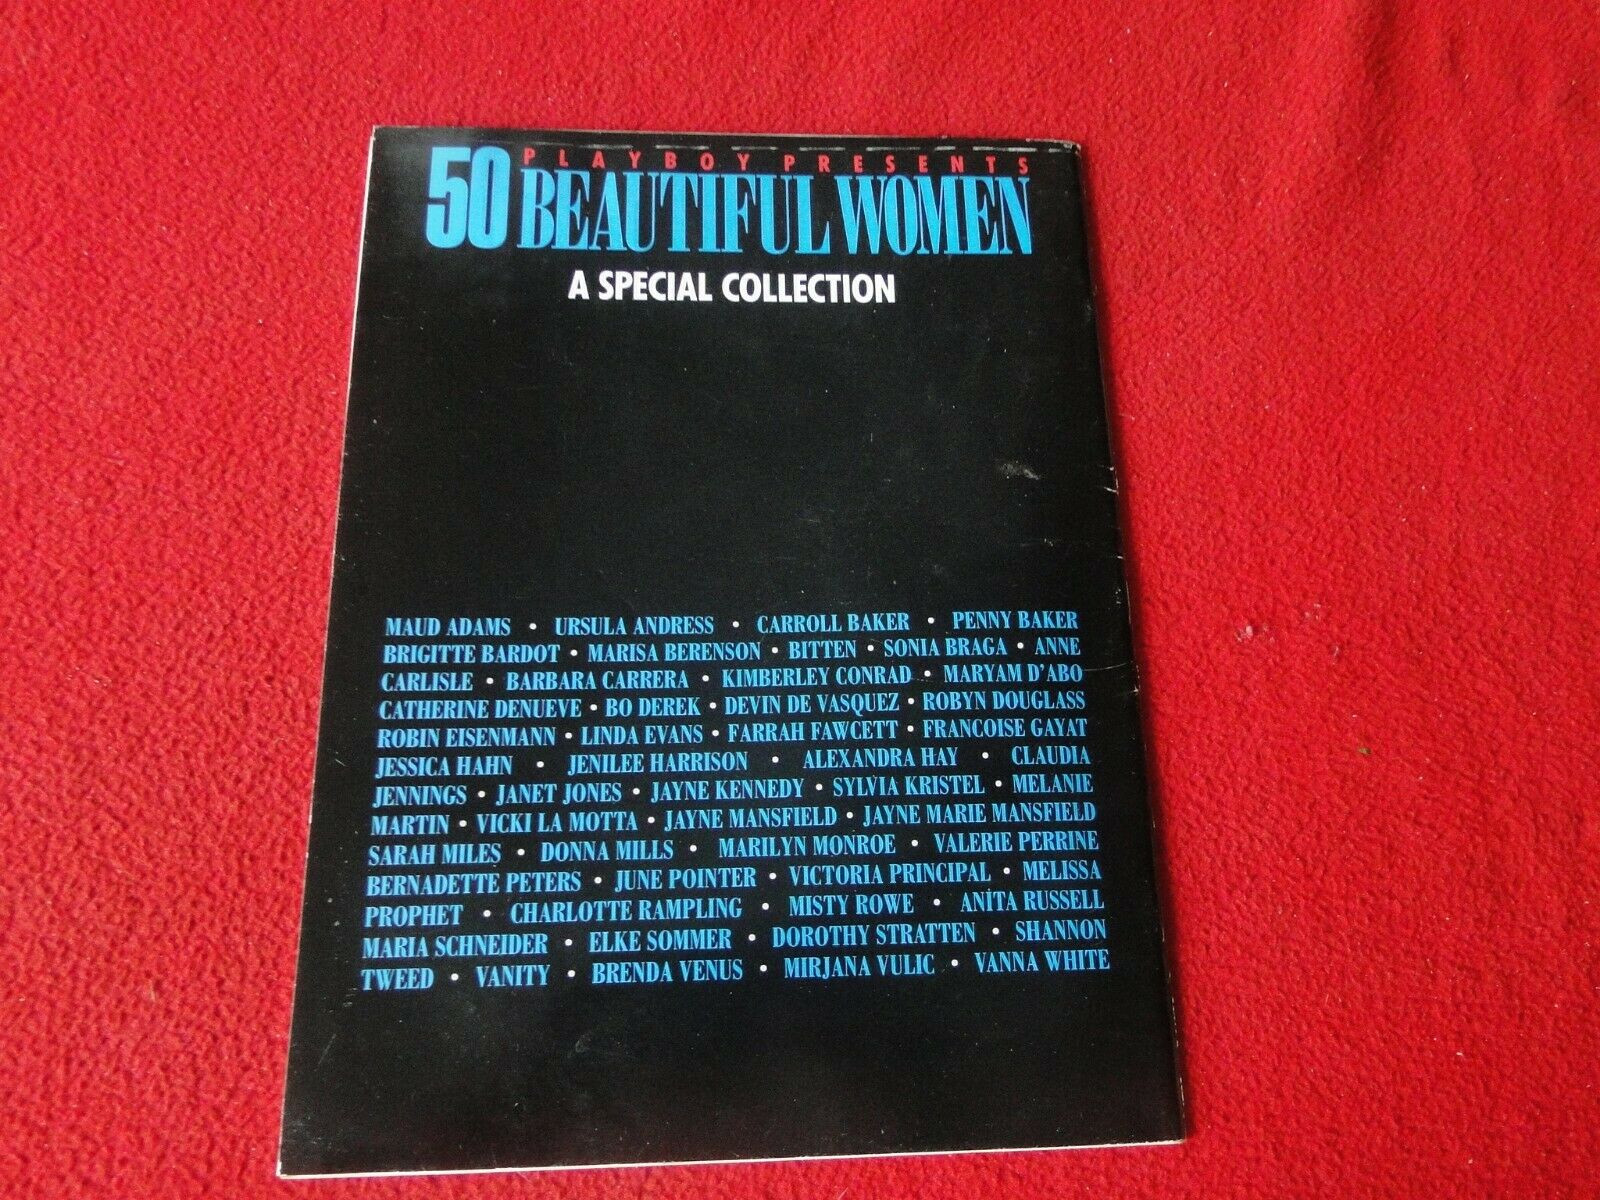 PLAYBOY PRESENTS
50 BEAUTIFUL WOMEN
A SPECIAL COLLECTION
MAUD ADAMS • URSULA ANDRESS • CARROLL BAKER • PENNY BAKER
BRIGITTE BARDOT • MARISA BERENSON • BITTEN • SONIA BRAGA • ANNE
CARLISLE • BARBARA CARRERA • KIMBERLEY CONRAD • MARYAM D'ABO
CATHERINE DENUEVE • BO DEREK • DEVIN DE VASQUEZ • ROBYN DOUGLASS
ROBIN EISENMANN • LINDA EVANS • FARRAH FAWCETT • FRANCOISE GAYAT
JESSICA HAHN • JENILEE HARRISON • ALEXANDRA HAY • CLAUDIA
JENNINGS • JANET JONES • JAYNE KENNEDY • SYLVIA KRISTEL • MELANIE
MARTIN • VICKI LA MOTTA • JAYNE MANSFIELD • JAYNE MARIE MANSFIELD
SARAH MILES • DONNA MILLS • MARILYN MONROE • VALERIE PERRINE
BERNADETTE PETERS • JUNE POINTER • VICTORIA PRINCIPAL • MELISSA
PROPHET • CHARLOTTE RAMPLING • MISTY ROWE • ANITA RUSSELL
MARIA SCHNEIDER • ELKE SOMMER • DOROTHY STRATTEN • SHANNON
TWEED • VANITY • BRENDA VENUS • MIRJANA VULIC • VANNA WHITE